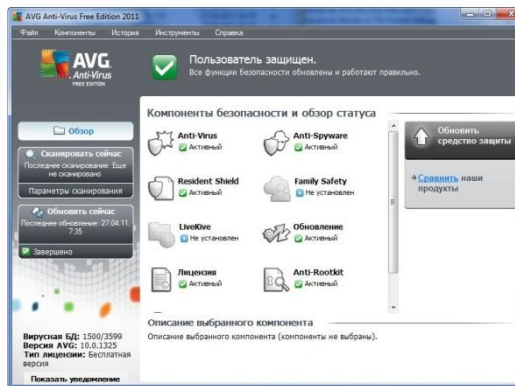 AVG Anti-Virus Free Edition 2011
Файл Компоненты История Инструменты Справка
AVG.
Anti-Virus
FREE EDITION
Пользователь защищен.
Все функции безопасности обновлены и работают правильно.
Обзор
Сканировать сейчас
Последнее сканирование: Еще
не сканировано
Параметры сканирования
Обновить сейчас
Последнее обновление: 27.04.11,
7:35
Завершено
Вирусная БД: 1500/3599
Версия AVG: 10.0.1325
Тип лицензии: Бесплатная
версия
Показать уведомление
Компоненты безопасности и обзор статуса
Anti-Virus
Активный
Anti-Spyware
Активный
Resident Shield
Активный
Family Safety
Не установлен
LiveKive
Не установлен
Обновление
Активный
Лицензия
Активный
Anti-Rootkit
Активный
Описание выбранного компонента
Описание выбранного компонента (компоненты не выбраны).
Обновить
средство защиты
Сравнить наши
продукты